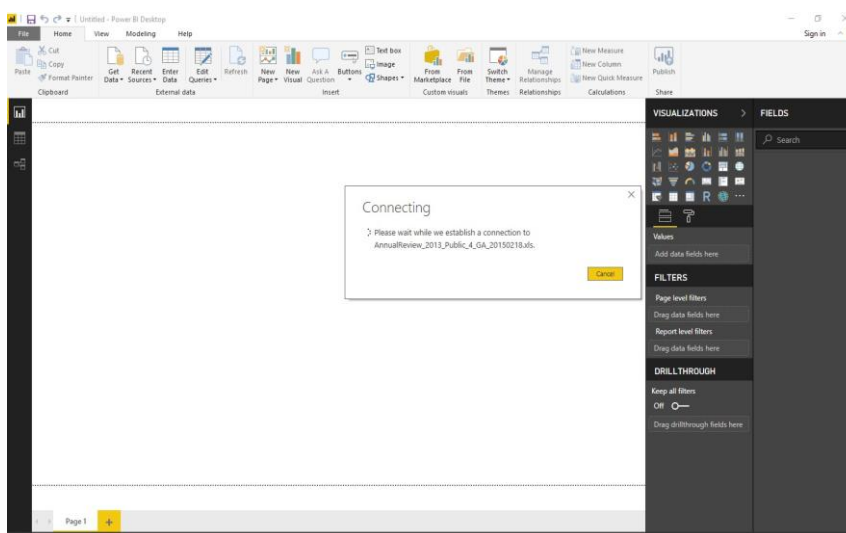 Untitled - Power BI Desktop
File Home View Modeling Help
Sign in
Paste
Cut
Copy
Format Painter
Clipboard
Get Data
Recent Sources
Enter Data
Edit Queries
External data
Refresh
New Page
New Visual
Ask A Question
Buttons
Text box
Image
Shapes
Insert
From Marketplace
From File
Custom visuals
Switch Theme
Themes
Manage Relationships
Relationships
New Measure
New Column
New Quick Measure
Calculations
Publish
Share
VISUALIZATIONS
FIELDS
Search
R
Values
Add data fields here
FILTERS
Page level filters
Drag data fields here
Report level filters
Drag data fields here
DRILLTHROUGH
Keep all filters
Off
Drag drillthrough fields here
Connecting
Please wait while we establish a connection to
AnnualReview_2013_Public_4_GA_20150218.xls.
Cancel
Page 1